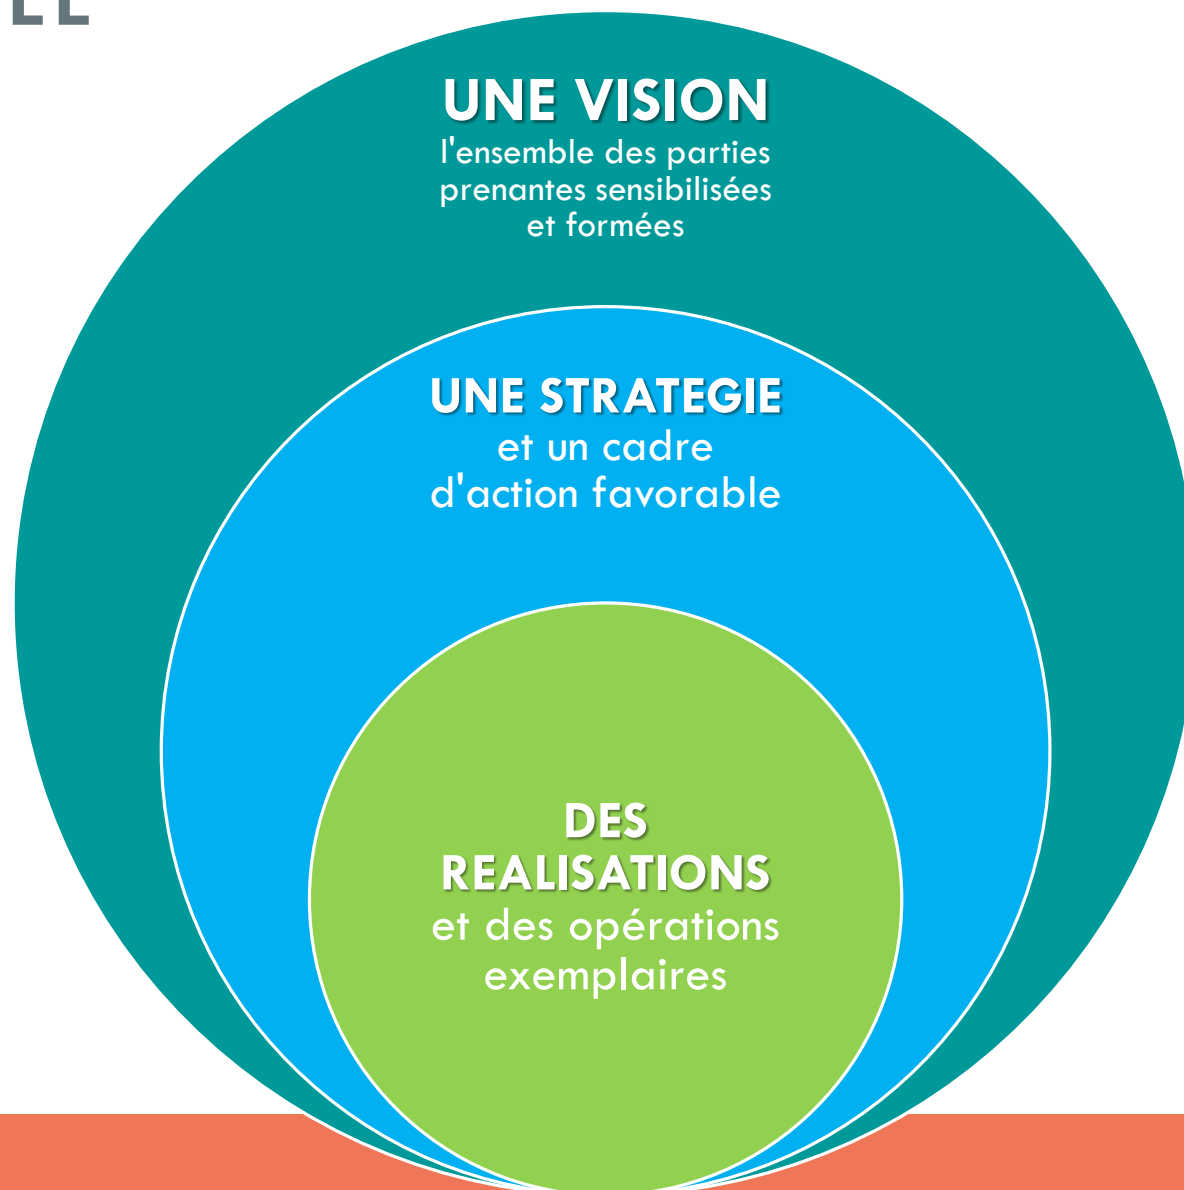 UNE VISION
l'ensemble des parties
prenantes sensibilisées
et formées
UNE STRATEGIE
et un cadre
d'action favorable
DES
REALISATIONS
et des opérations
exemplaires